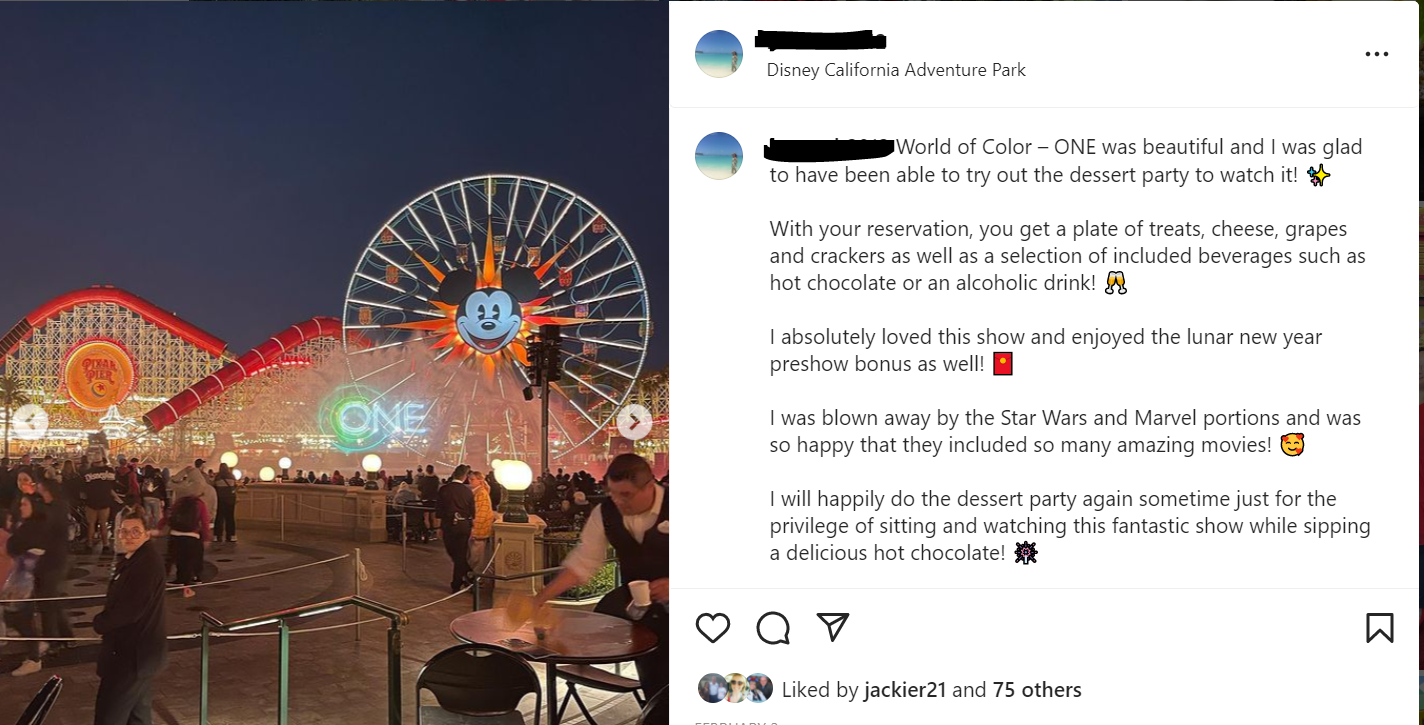 Disney California Adventure Park
World of Color – ONE was beautiful and I was glad
to have been able to try out the dessert party to watch it! ✨
With your reservation, you get a plate of treats, cheese, grapes
and crackers as well as a selection of included beverages such as
hot chocolate or an alcoholic drink! 🥂
I absolutely loved this show and enjoyed the lunar new year
preshow bonus as well! 🧧
I was blown away by the Star Wars and Marvel portions and was
so happy that they included so many amazing movies! 🥰
I will happily do the dessert party again sometime just for the
privilege of sitting and watching this fantastic show while sipping
a delicious hot chocolate! 🎆
Liked by jackier21 and 75 others
PIXAR
PIER
ONE